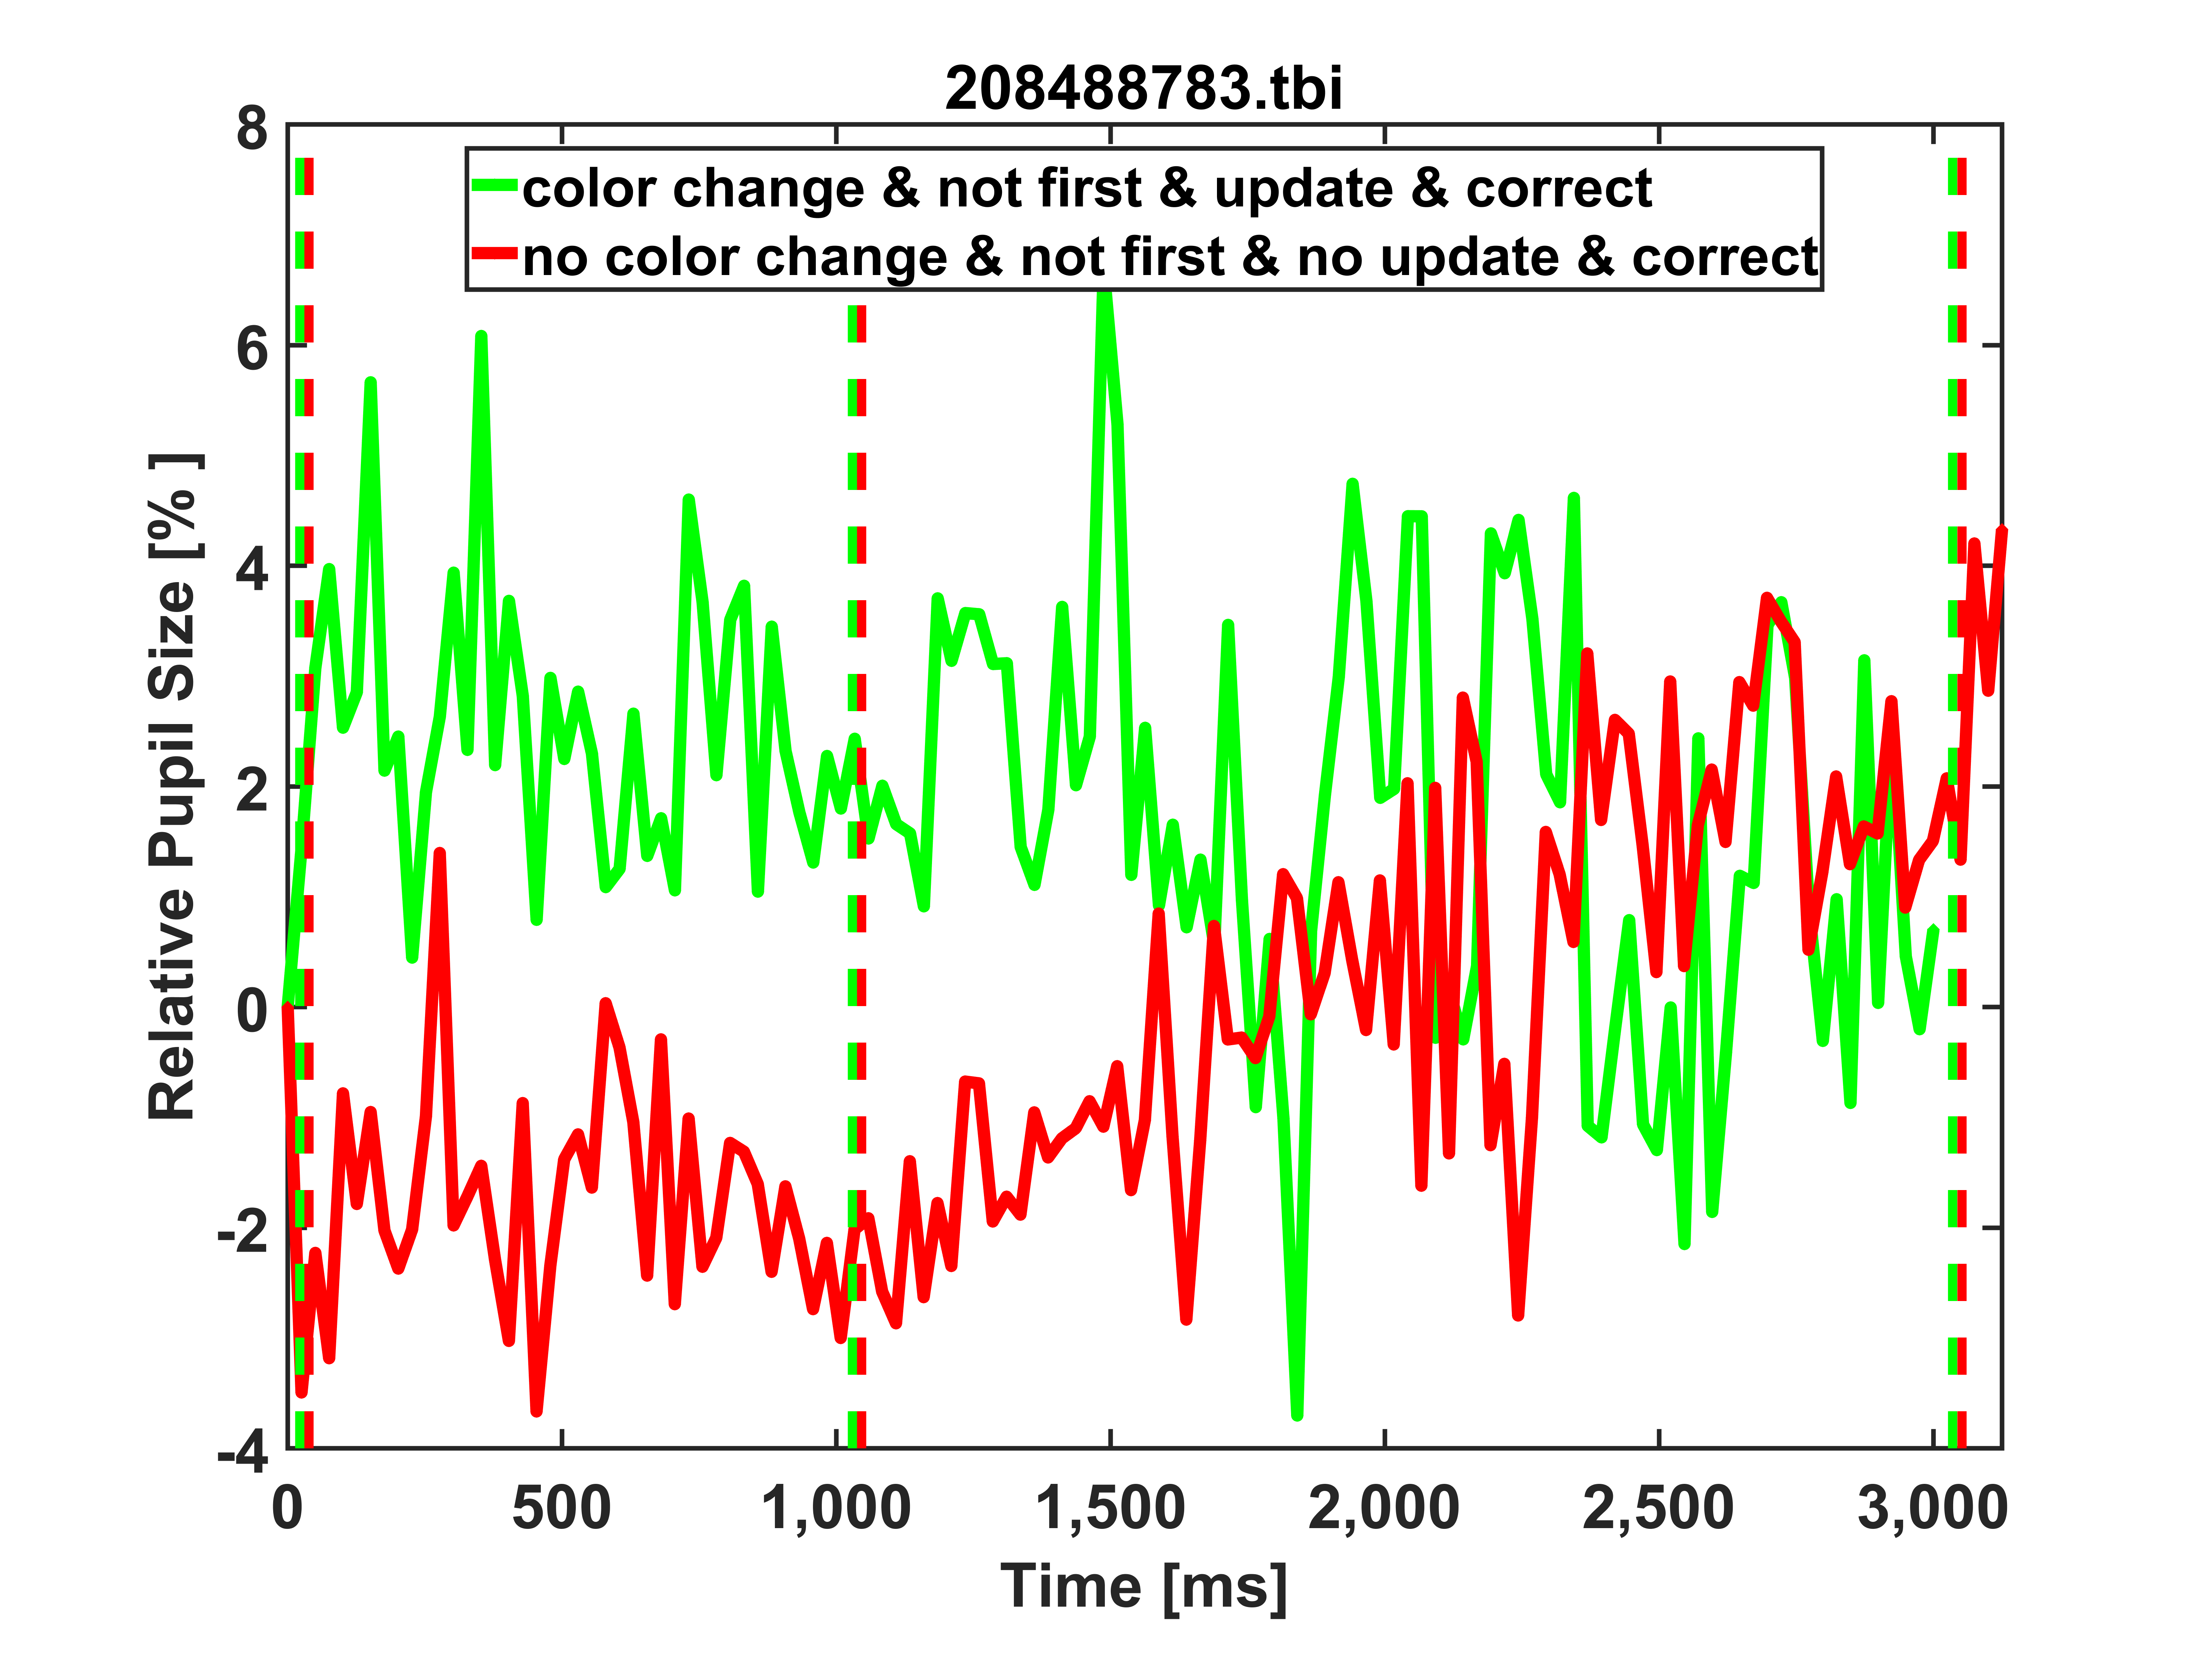 208488783.tbi
color change & not first & update & correct
no color change & not first & no update & correct
Relative Pupil Size [% ]
8
6
4
2
0
-2
-4
0 500 1,000 1,500 2,000 2,500 3,000
Time [ms]